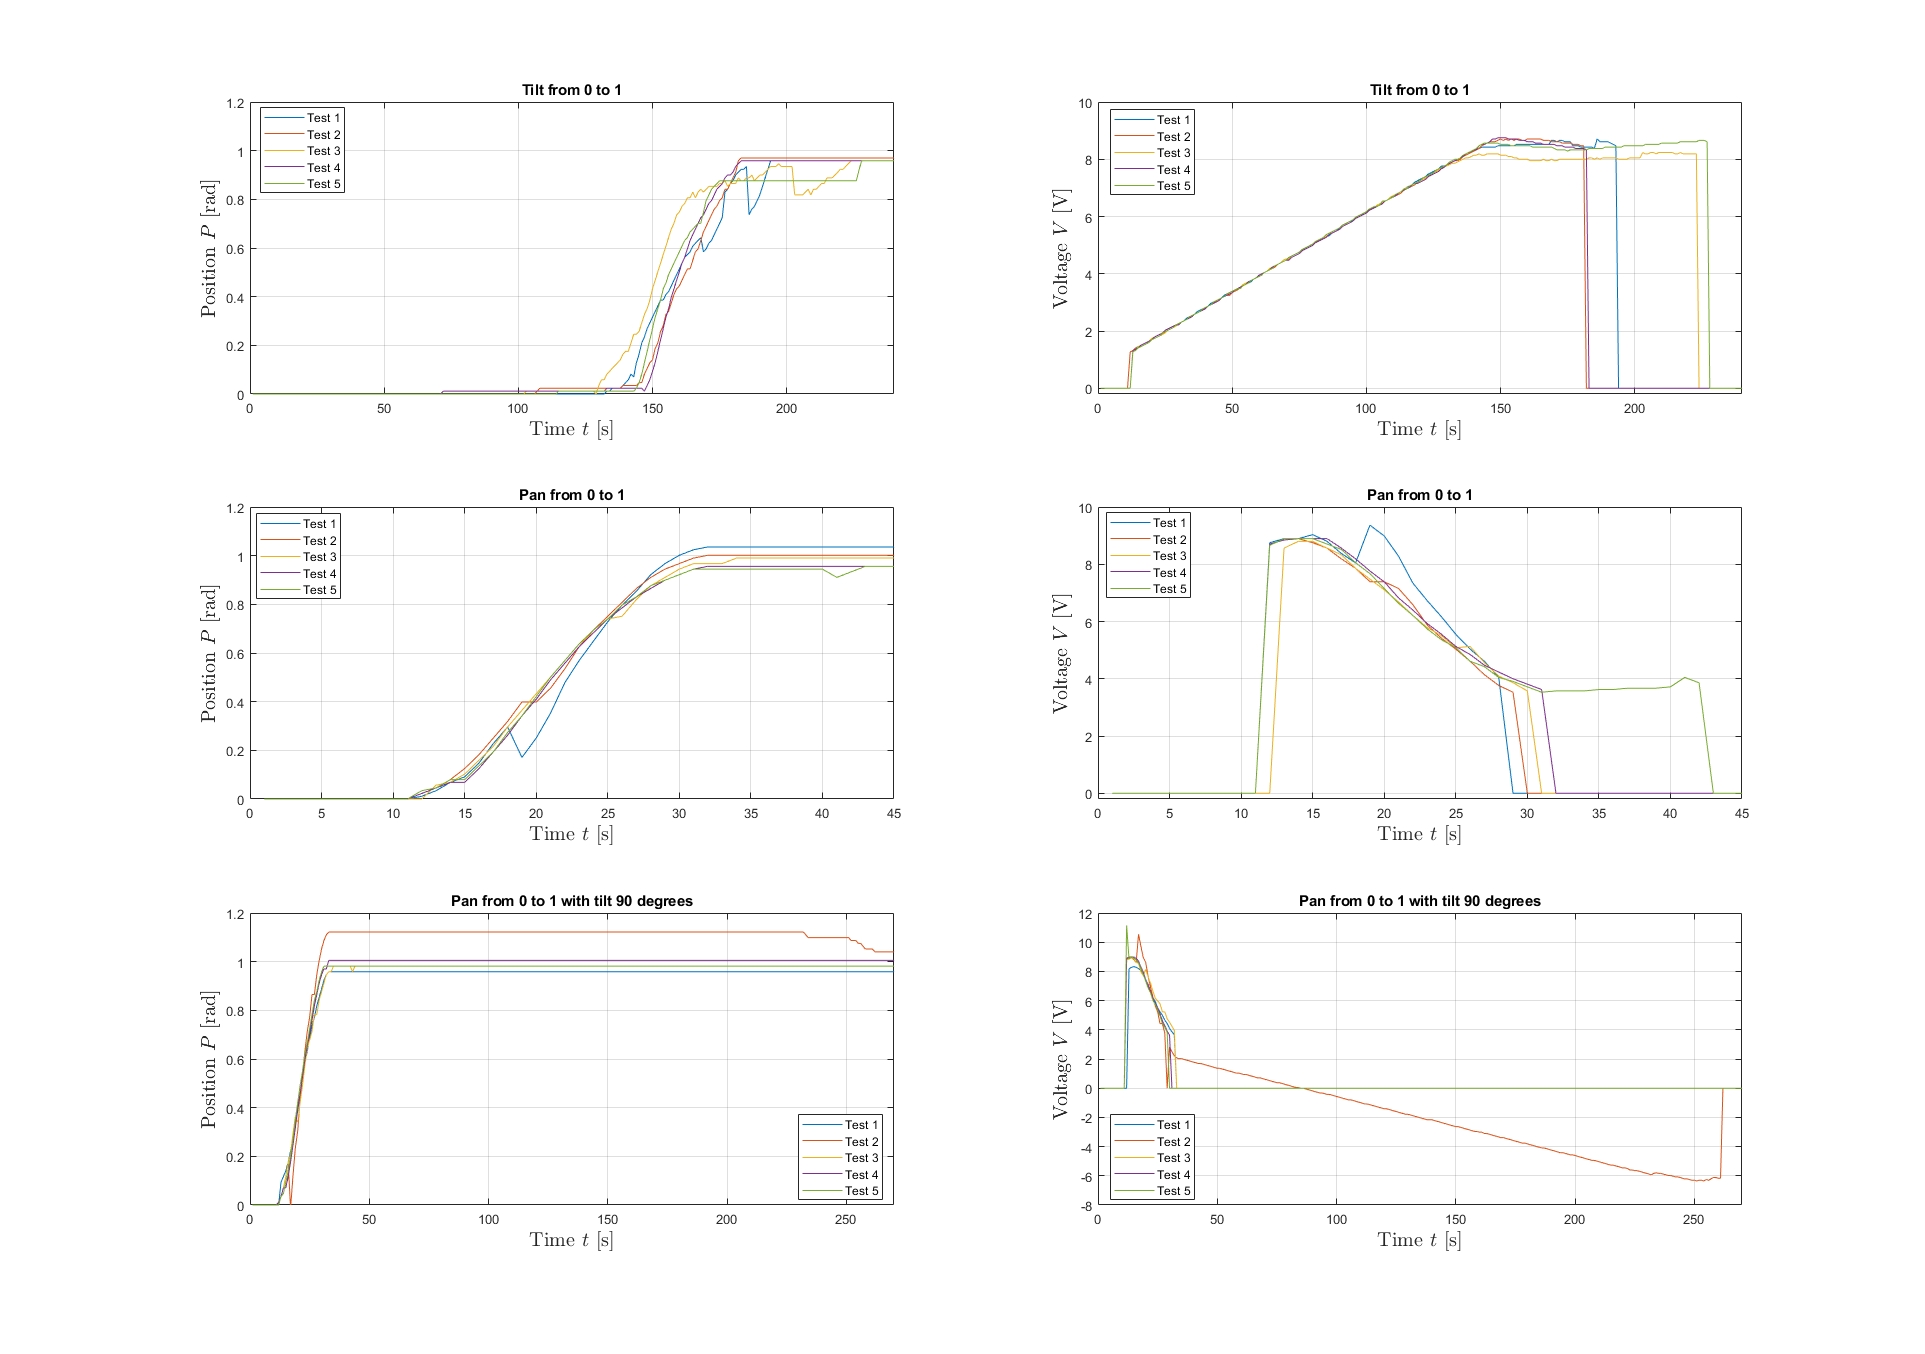 Tilt from 0 to 1
1.2
1
0.8
0.6
0.4
0.2
0
Position P [rad]
Test 1
Test 2
Test 3
Test 4
Test 5
0 50 100 150 200
Time t [s]
Tilt from 0 to 1
10
8
6
4
2
0
Voltage V [V]
Test 1
Test 2
Test 3
Test 4
Test 5
0 50 100 150 200
Time t [s]
Pan from 0 to 1
1.2
1
0.8
0.6
0.4
0.2
0
Position P [rad]
Test 1
Test 2
Test 3
Test 4
Test 5
0 5 10 15 20 25 30 35 40 45
Time t [s]
Pan from 0 to 1
10
8
6
4
2
0
Voltage V [V]
Test 1
Test 2
Test 3
Test 4
Test 5
0 5 10 15 20 25 30 35 40 45
Time t [s]
Pan from 0 to 1 with tilt 90 degrees
1.2
1
0.8
0.6
0.4
0.2
0
Position P [rad]
Test 1
Test 2
Test 3
Test 4
Test 5
0 50 100 150 200 250
Time t [s]
Pan from 0 to 1 with tilt 90 degrees
12
10
8
6
4
2
0
-2
-4
-6
-8
Voltage V [V]
Test 1
Test 2
Test 3
Test 4
Test 5
0 50 100 150 200 250
Time t [s]